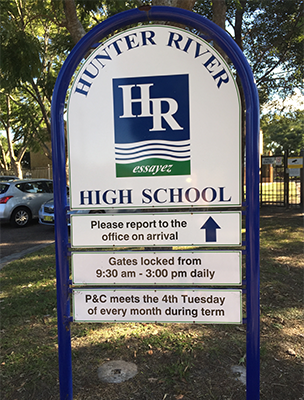 HUNTER RIVER
HR
essayez
HIGH SCHOOL
Please report to the
office on arrival
Gates locked from
9:30 am - 3:00 pm daily
P&C meets the 4th Tuesday
of every month during term